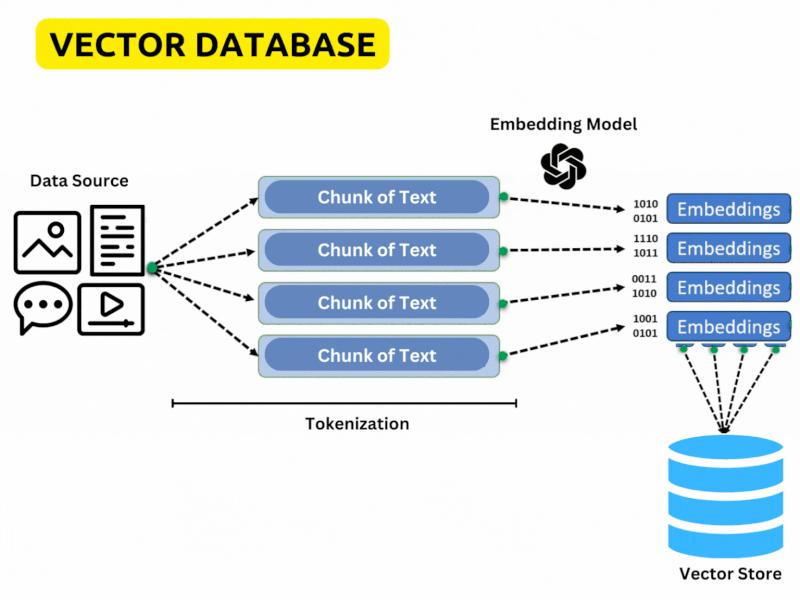 VECTOR DATABASE
Embedding Model
Data Source
Chunk of Text
Chunk of Text
Chunk of Text
Chunk of Text
1010
0101
Embeddings
1110
1011
Embeddings
0011
1010
Embeddings
1001
0101
Embeddings
Tokenization
Vector Store